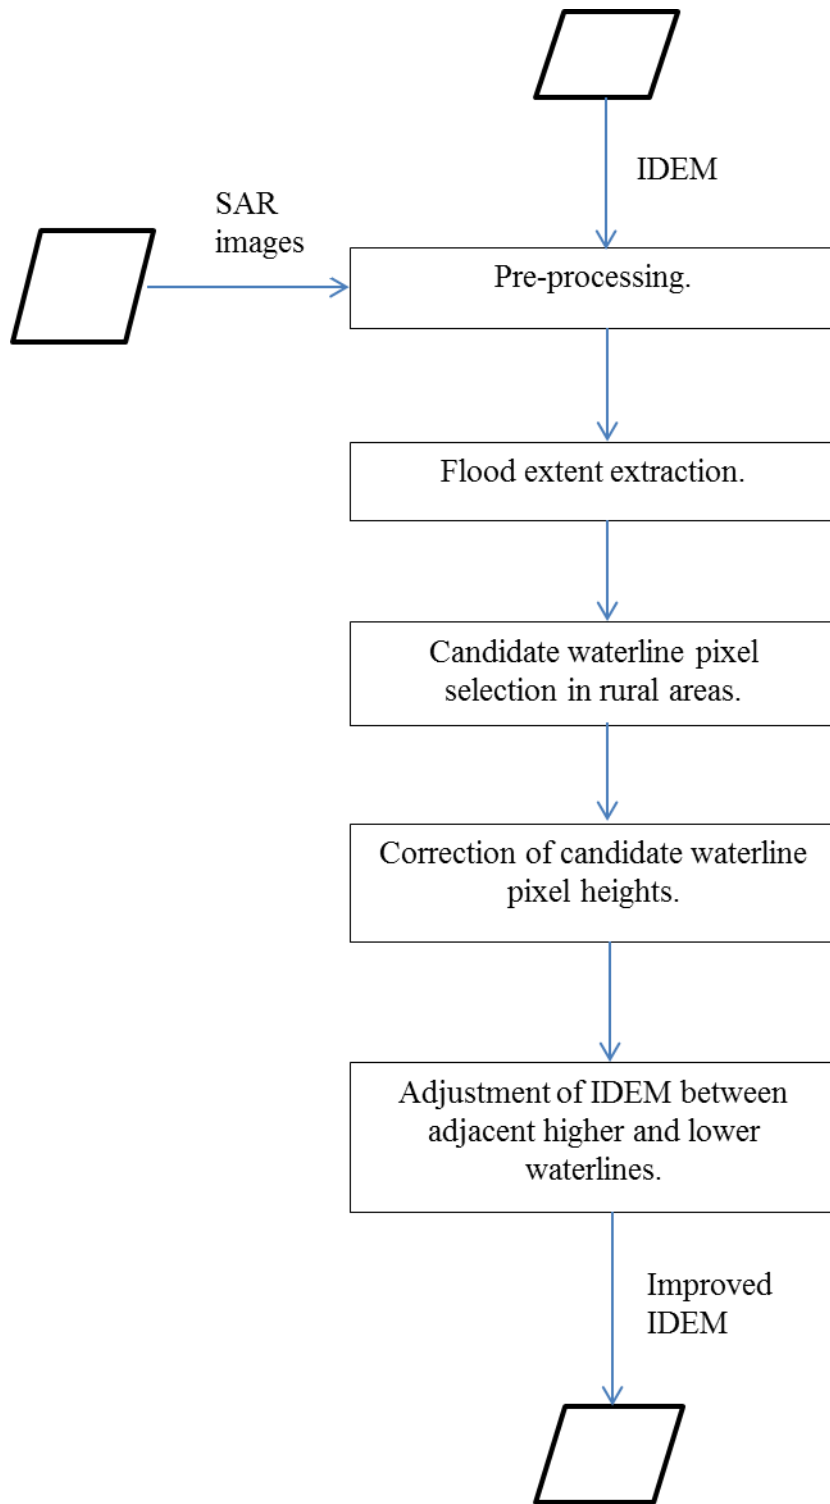 IDEM
SAR
images
Pre-processing.
Flood extent extraction.
Candidate waterline pixel
selection in rural areas.
Correction of candidate waterline
pixel heights.
Adjustment of IDEM between
adjacent higher and lower
waterlines.
Improved
IDEM